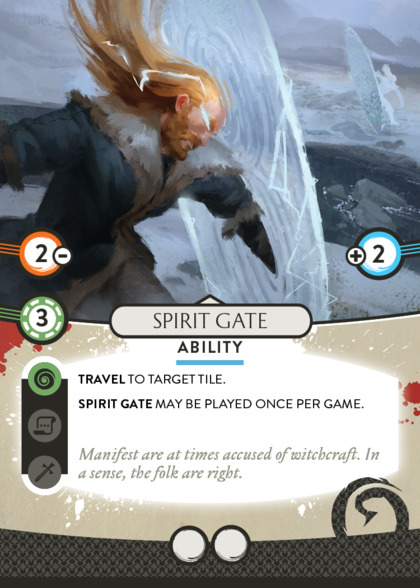 2 -
+ 2
3
SPIRIT GATE
ABILITY
TRAVEL TO TARGET TILE.
SPIRIT GATE MAY BE PLAYED ONCE PER GAME.
Manifest are at times accused of witchcraft. In
a sense, the folk are right.